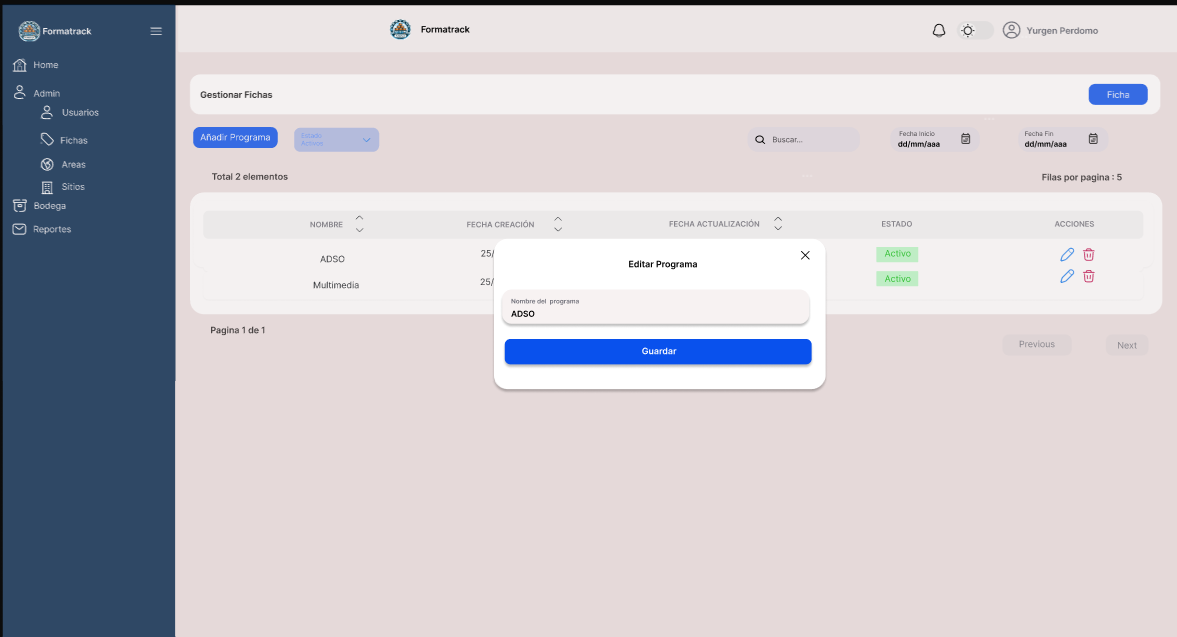 Formatrack
Formatrack
Yurgen Perdomo
Home
Admin
Usuarios
Fichas
Areas
Sitios
Bodega
Reportes
Gestionar Fichas
Ficha
Añadir Programa
Estado
Activos
Buscar...
Fecha Inicio
dd/mm/aaa
Fecha Fin
dd/mm/aaa
Total 2 elementos
Filas por pagina : 5
NOMBRE FECHA CREACIÓN FECHA ACTUALIZACIÓN ESTADO ACCIONES
ADSO 25/ Activo
Multimedia 25/ Activo
Editar Programa
Nombre del programa
ADSO
Guardar
Pagina 1 de 1
Previous Next